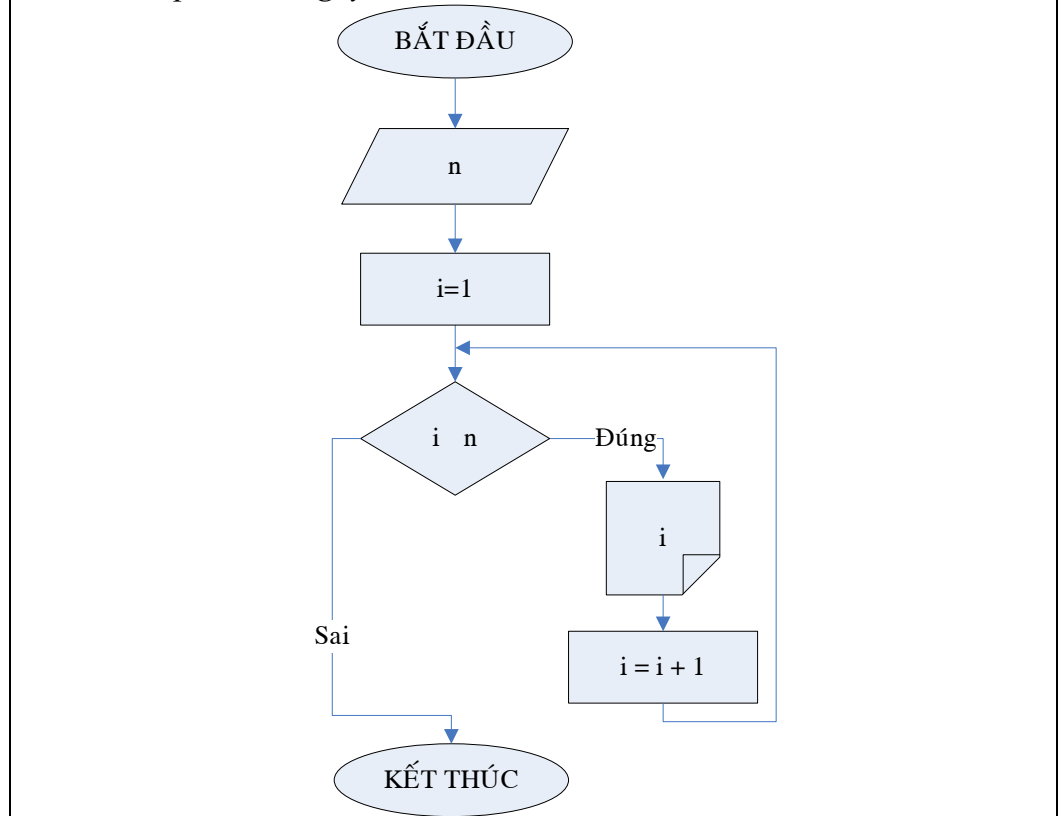 BẮT ĐẦU
n
i=1
i n
Đúng
i
i = i + 1
Sai
KẾT THÚC